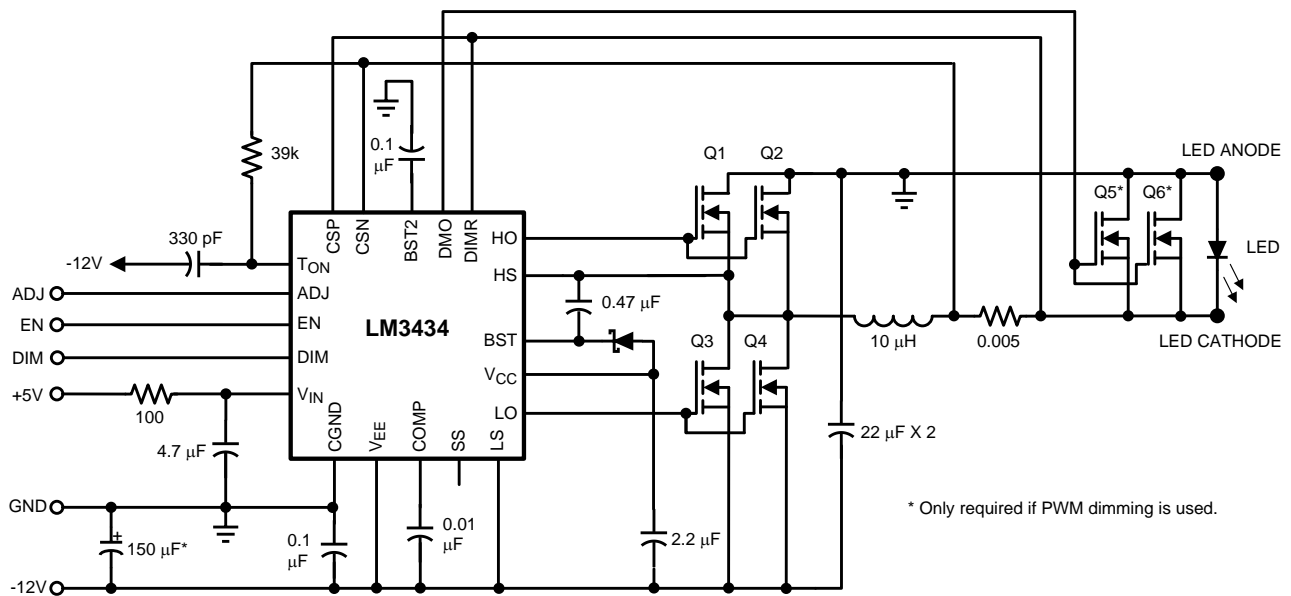 39k
0.1
μF
Q1
Q2
LED ANODE
Q5*
Q6*
CSP
CSN
BST2
DMO
DIMR
330 pF
-12V
TON
HO
LED
ADJ
ADJ
HS
0.47 μF
EN
EN
LM3434
BST
Q3
Q4
10 μH
0.005
LED CATHODE
DIM
DIM
VCC
+5V
100
VIN
LO
4.7 μF
CGND
VEE
COMP
SS
LS
22 μF X 2
GND
* Only required if PWM dimming is used.
+
150 μF*
0.1
μF
0.01
μF
2.2 μF
-12V